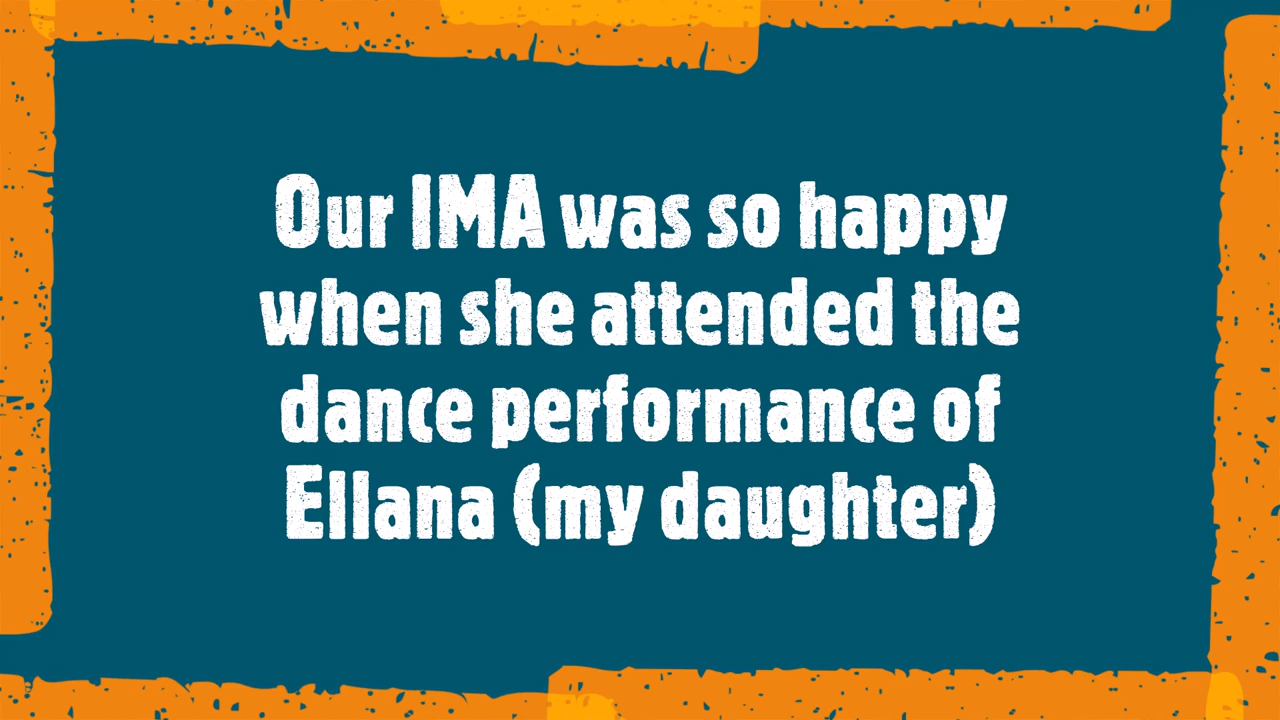 Our IMA was so happy
when she attended the
dance performance of
Ellana (my daughter)